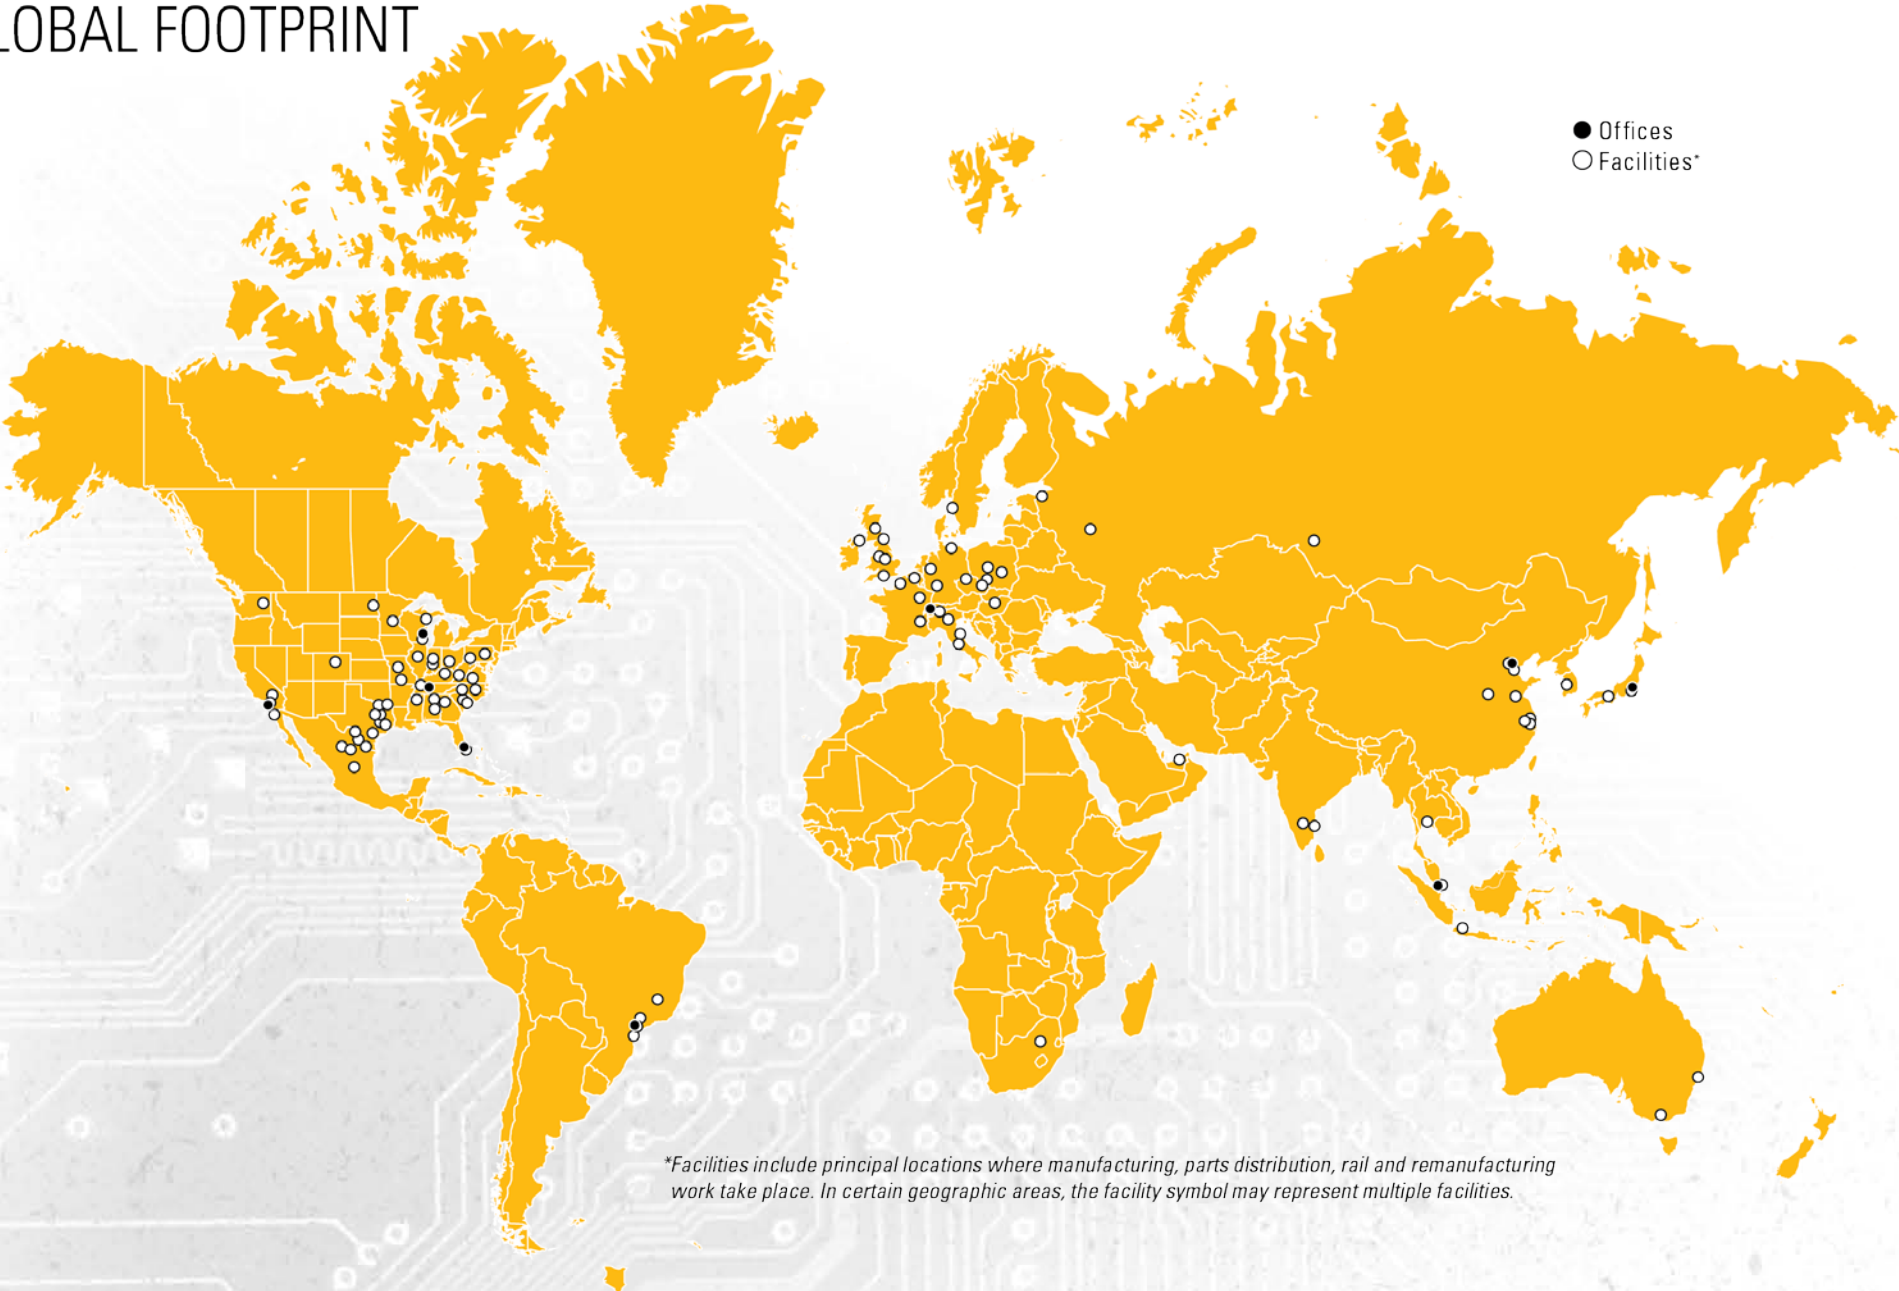 LOBAL FOOTPRINT
Offices
Facilities*
*Facilities include principal locations where manufacturing, parts distribution, rail and remanufacturing
work take place. In certain geographic areas, the facility symbol may represent multiple facilities.